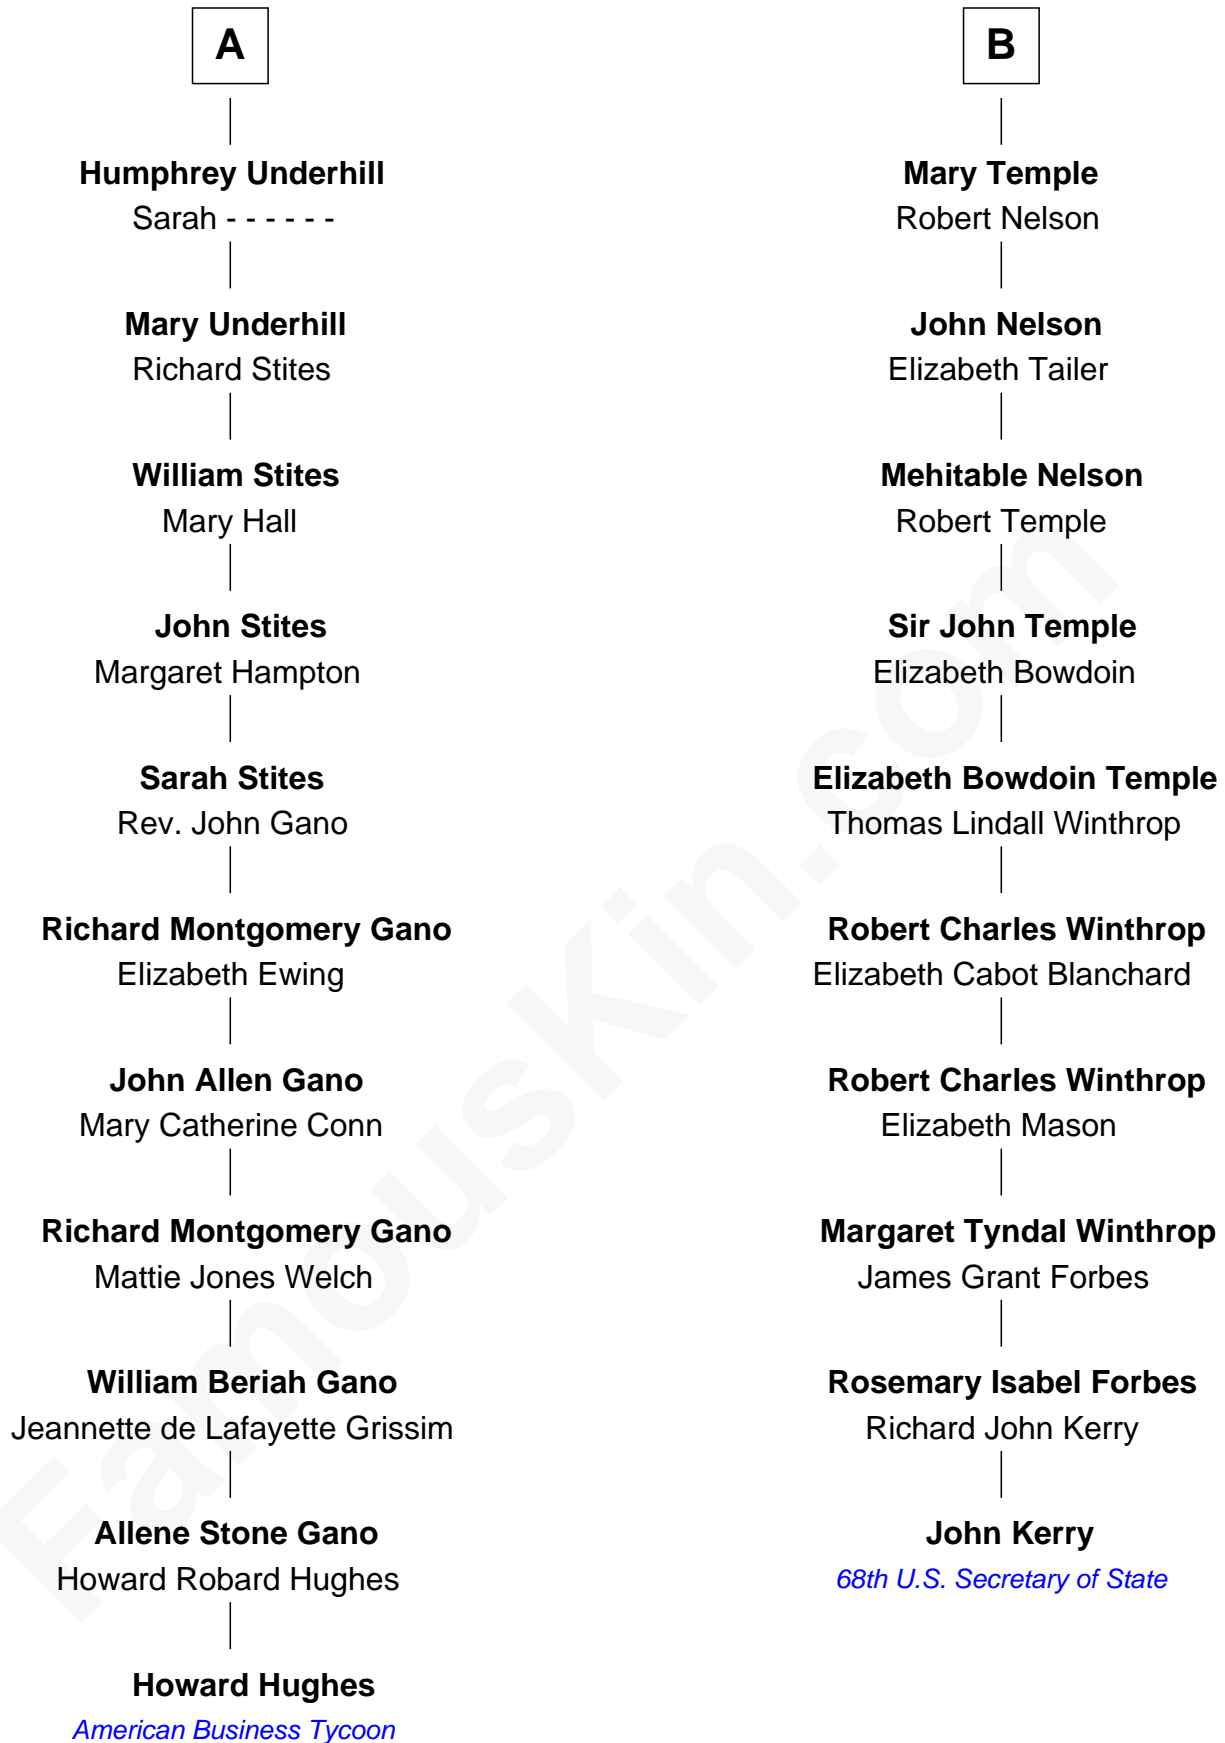 A
Humphrey Underhill
Sarah - - - - - -
Mary Underhill
Richard Stites
William Stites
Mary Hall
John Stites
Margaret Hampton
Sarah Stites
Rev. John Gano
Richard Montgomery Gano
Elizabeth Ewing
John Allen Gano
Mary Catherine Conn
Richard Montgomery Gano
Mattie Jones Welch
William Beriah Gano
Jeannette de Lafayette Grissim
Allene Stone Gano
Howard Robard Hughes
Howard Hughes
American Business Tycoon
B
Mary Temple
Robert Nelson
John Nelson
Elizabeth Tailer
Mehitable Nelson
Robert Temple
Sir John Temple
Elizabeth Bowdoin
Elizabeth Bowdoin Temple
Thomas Lindall Winthrop
Robert Charles Winthrop
Elizabeth Cabot Blanchard
Robert Charles Winthrop
Elizabeth Mason
Margaret Tyndal Winthrop
James Grant Forbes
Rosemary Isabel Forbes
Richard John Kerry
John Kerry
68th U.S. Secretary of State
FamousKin.com